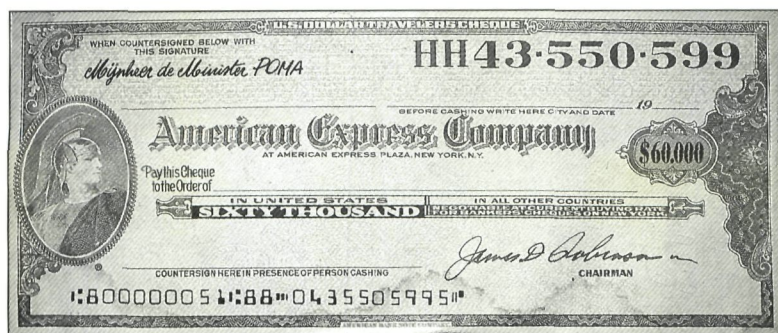 U.S. DOLLAR TRAVELERS CHEQUE
WHEN COUNTERSIGNED BELOW WITH
THIS SIGNATURE
HH43·550·599
Mijnheer de Minister POMA
BEFORE CASHING WRITE HERE CITY AND DATE
19
American Express Company
AT AMERICAN EXPRESS PLAZA, NEW YORK, N.Y.
$60.000
Pay this Cheque
to the Order of
IN UNITED STATES
SIXTY THOUSAND
IN ALL OTHER COUNTRIES
James D Robinson
COUNTERSIGN HERE IN PRESENCE OF PERSON CASHING
CHAIRMAN
⑆800000051⑆88⑈0435505995⑈